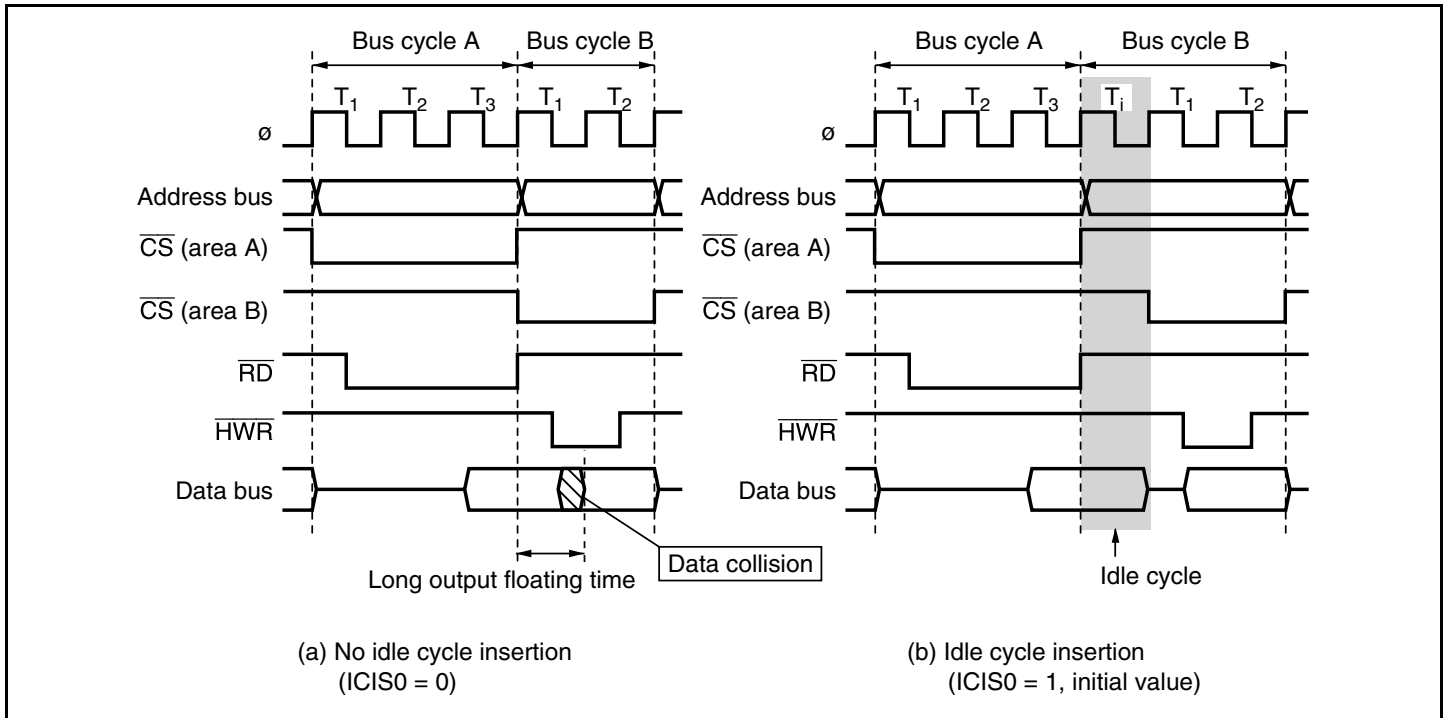 Bus cycle A Bus cycle B
T1 T2 T3 T1 T2
ø
Address bus
CS (area A)
CS (area B)
RD
HWR
Data bus
Data collision
Long output floating time
(a) No idle cycle insertion
(ICIS0 = 0)
Bus cycle A Bus cycle B
T1 T2 T3 Ti T1 T2
ø
Address bus
CS (area A)
CS (area B)
RD
HWR
Data bus
Idle cycle
(b) Idle cycle insertion
(ICIS0 = 1, initial value)